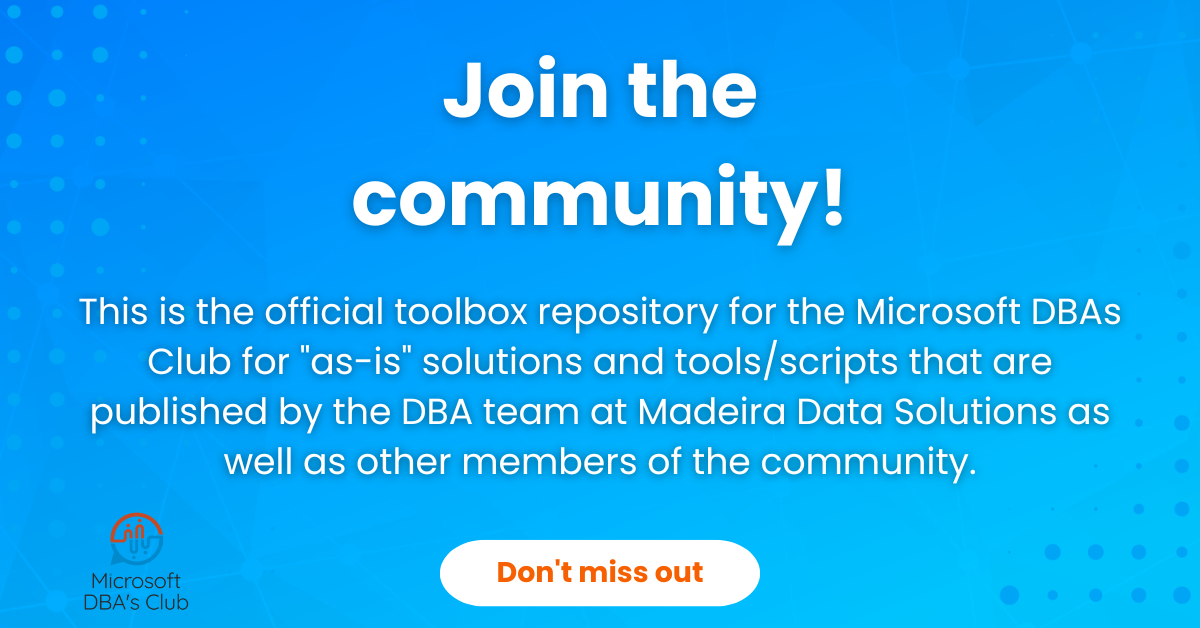 Join the
community!
This is the official toolbox repository for the Microsoft DBAs
Club for "as-is" solutions and tools/scripts that are
published by the DBA team at Madeira Data Solutions as
well as other members of the community.
Don't miss out
Microsoft
DBA's Club